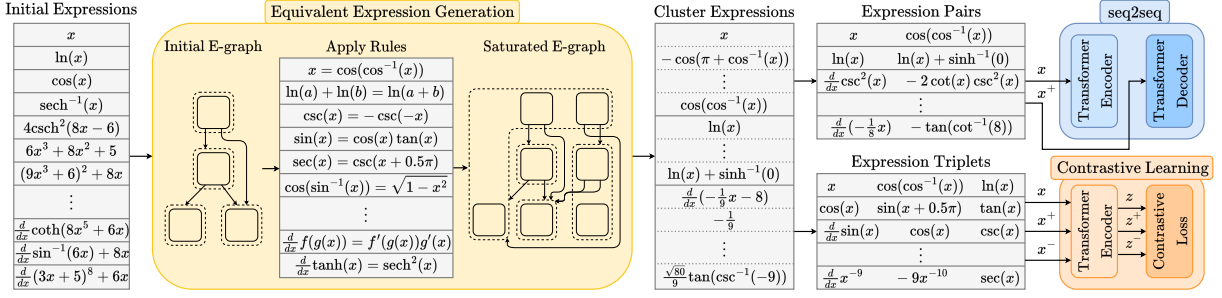 Initial Expressions
x
ln(x)
cos(x)
sech⁻¹(x)
4csch²(8x − 6)
6x³ + 8x² + 5
(9x³ + 6)² + 8x
⋮
d/dx coth(8x⁵ + 6x)
d/dx sin⁻¹(6x) + 8x
d/dx (3x + 5)⁸ + 6x
Equivalent Expression Generation
Initial E-graph
Apply Rules
x = cos(cos⁻¹(x))
ln(a) + ln(b) = ln(a + b)
csc(x) = − csc(−x)
sin(x) = cos(x) tan(x)
sec(x) = csc(x + 0.5π)
cos(sin⁻¹(x)) = √(1 − x²)
⋮
d/dx f(g(x)) = f′(g(x))g′(x)
d/dx tanh(x) = sech²(x)
Saturated E-graph
Cluster Expressions
x
− cos(π + cos⁻¹(x))
⋮
cos(cos⁻¹(x))
ln(x)
⋮
ln(x) + sinh⁻¹(0)
d/dx (−1/9 x − 8)
−1/9
⋮
√80/9 tan(csc⁻¹(−9))
Expression Pairs
x cos(cos⁻¹(x))
ln(x) ln(x) + sinh⁻¹(0)
d/dx csc²(x) − 2 cot(x) csc²(x)
⋮
d/dx (−1/8 x) − tan(cot⁻¹(8))
x
x⁺
seq2seq
Transformer
Encoder
Transformer
Decoder
Expression Triplets
x cos(cos⁻¹(x)) ln(x)
cos(x) sin(x + 0.5π) tan(x)
d/dx sin(x) cos(x) csc(x)
⋮
d/dx x⁻⁹ − 9x⁻¹⁰ sec(x)
x
x⁺
x⁻
Contrastive Learning
Transformer
Encoder
z
z⁺
z⁻
Contrastive
Loss